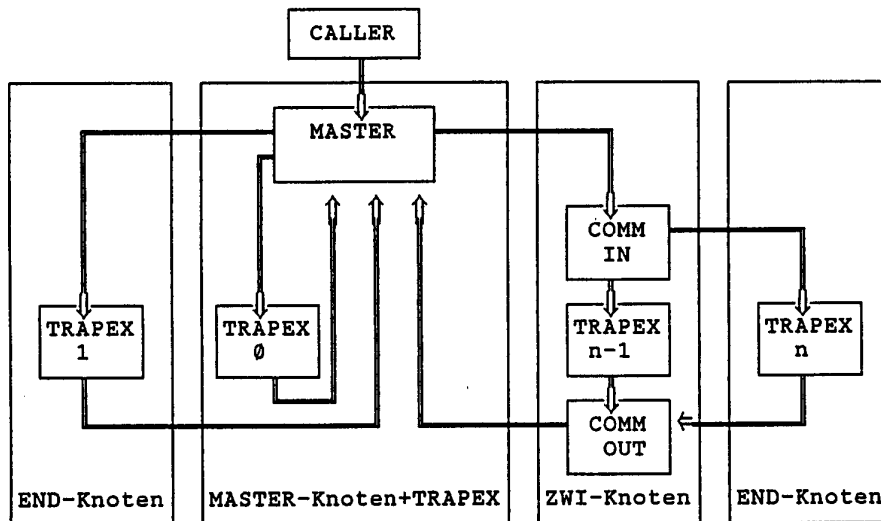 CALLER
MASTER
COMM
IN
TRAPEX
1
TRAPEX
0
TRAPEX
n-1
TRAPEX
n
COMM
OUT
END-Knoten
MASTER-Knoten+TRAPEX
ZWI-Knoten
END-Knoten